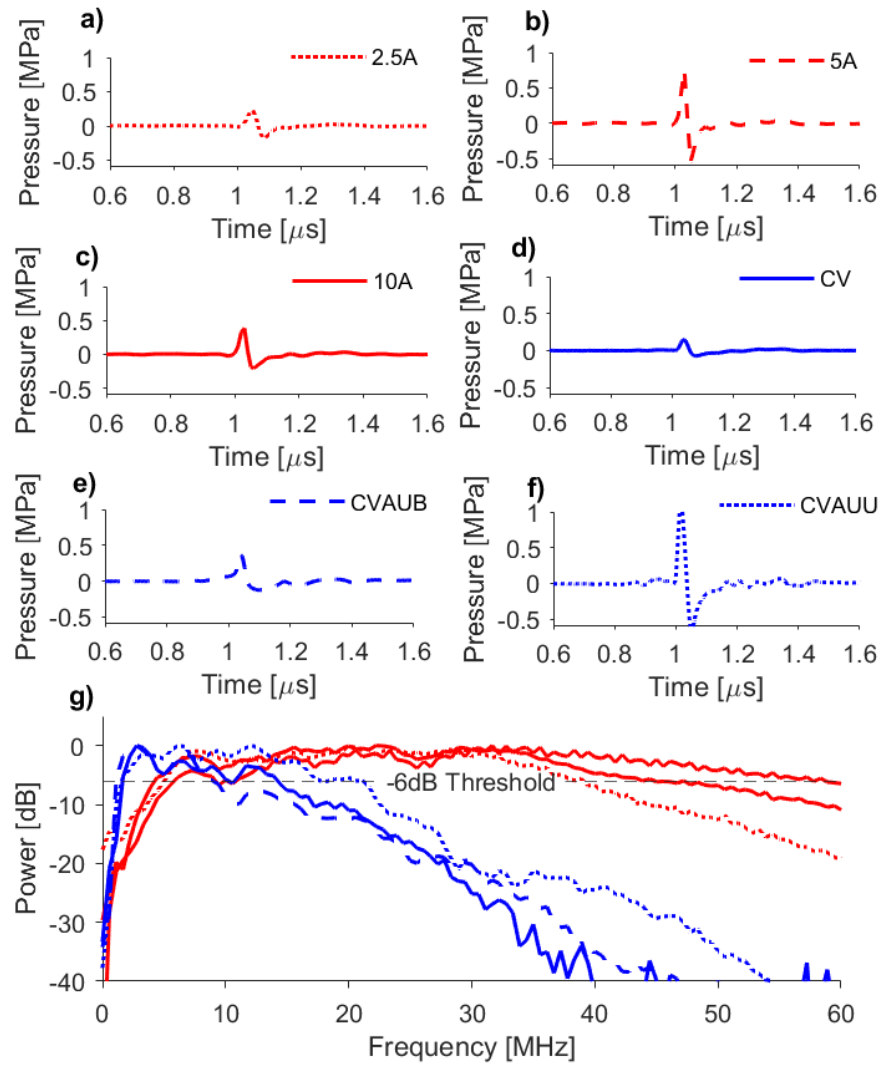 a)
b)
Pressure [MPa]
1
0.5
0
-0.5
2.5A
0.6 0.8 1 1.2 1.4 1.6
Time [μs]
Pressure [MPa]
1
0.5
0
-0.5
5A
0.6 0.8 1 1.2 1.4 1.6
Time [μs]
c)
d)
Pressure [MPa]
1
0.5
0
-0.5
10A
0.6 0.8 1 1.2 1.4 1.6
Time [μs]
Pressure [MPa]
1
0.5
0
-0.5
CV
0.6 0.8 1 1.2 1.4 1.6
Time [μs]
e)
f)
Pressure [MPa]
1
0.5
0
-0.5
CVAUB
0.6 0.8 1 1.2 1.4 1.6
Time [μs]
Pressure [MPa]
1
0.5
0
-0.5
CVAUU
0.6 0.8 1 1.2 1.4 1.6
Time [μs]
g)
Power [dB]
0
-10
-20
-30
-40
-6dB Threshold
0 10 20 30 40 50 60
Frequency [MHz]